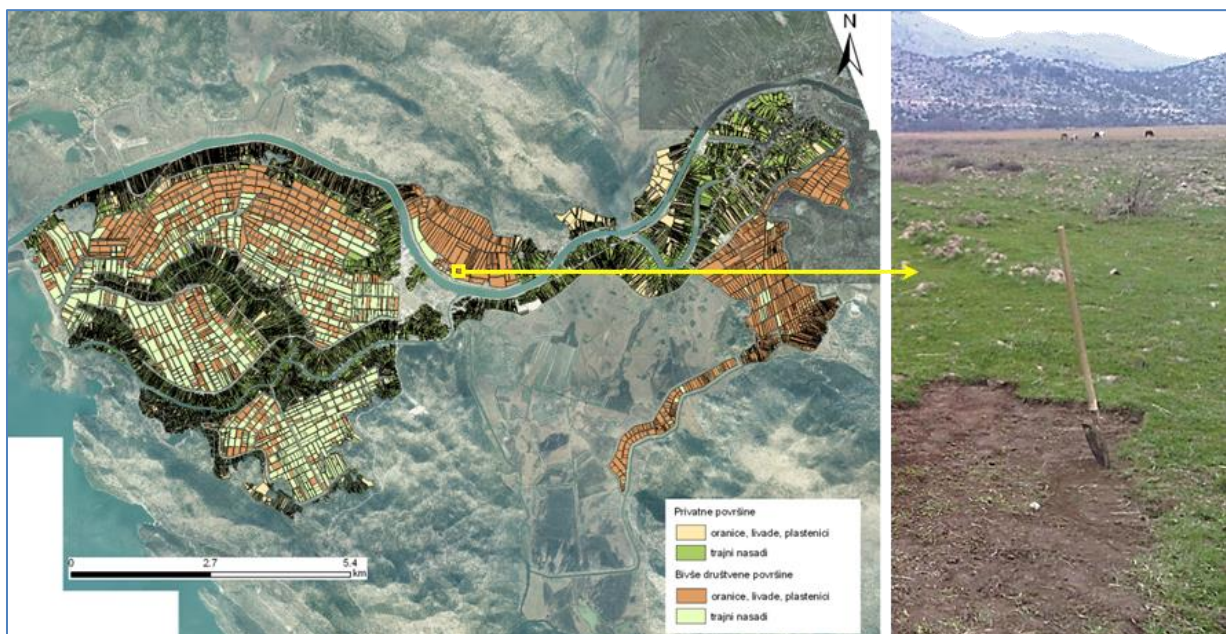 N
0 2.7 5.4
km
Privatne površine
oranice, livade, plastenici
trajni nasadi
Bivše društvene površine
oranice, livade, plastenici
trajni nasadi